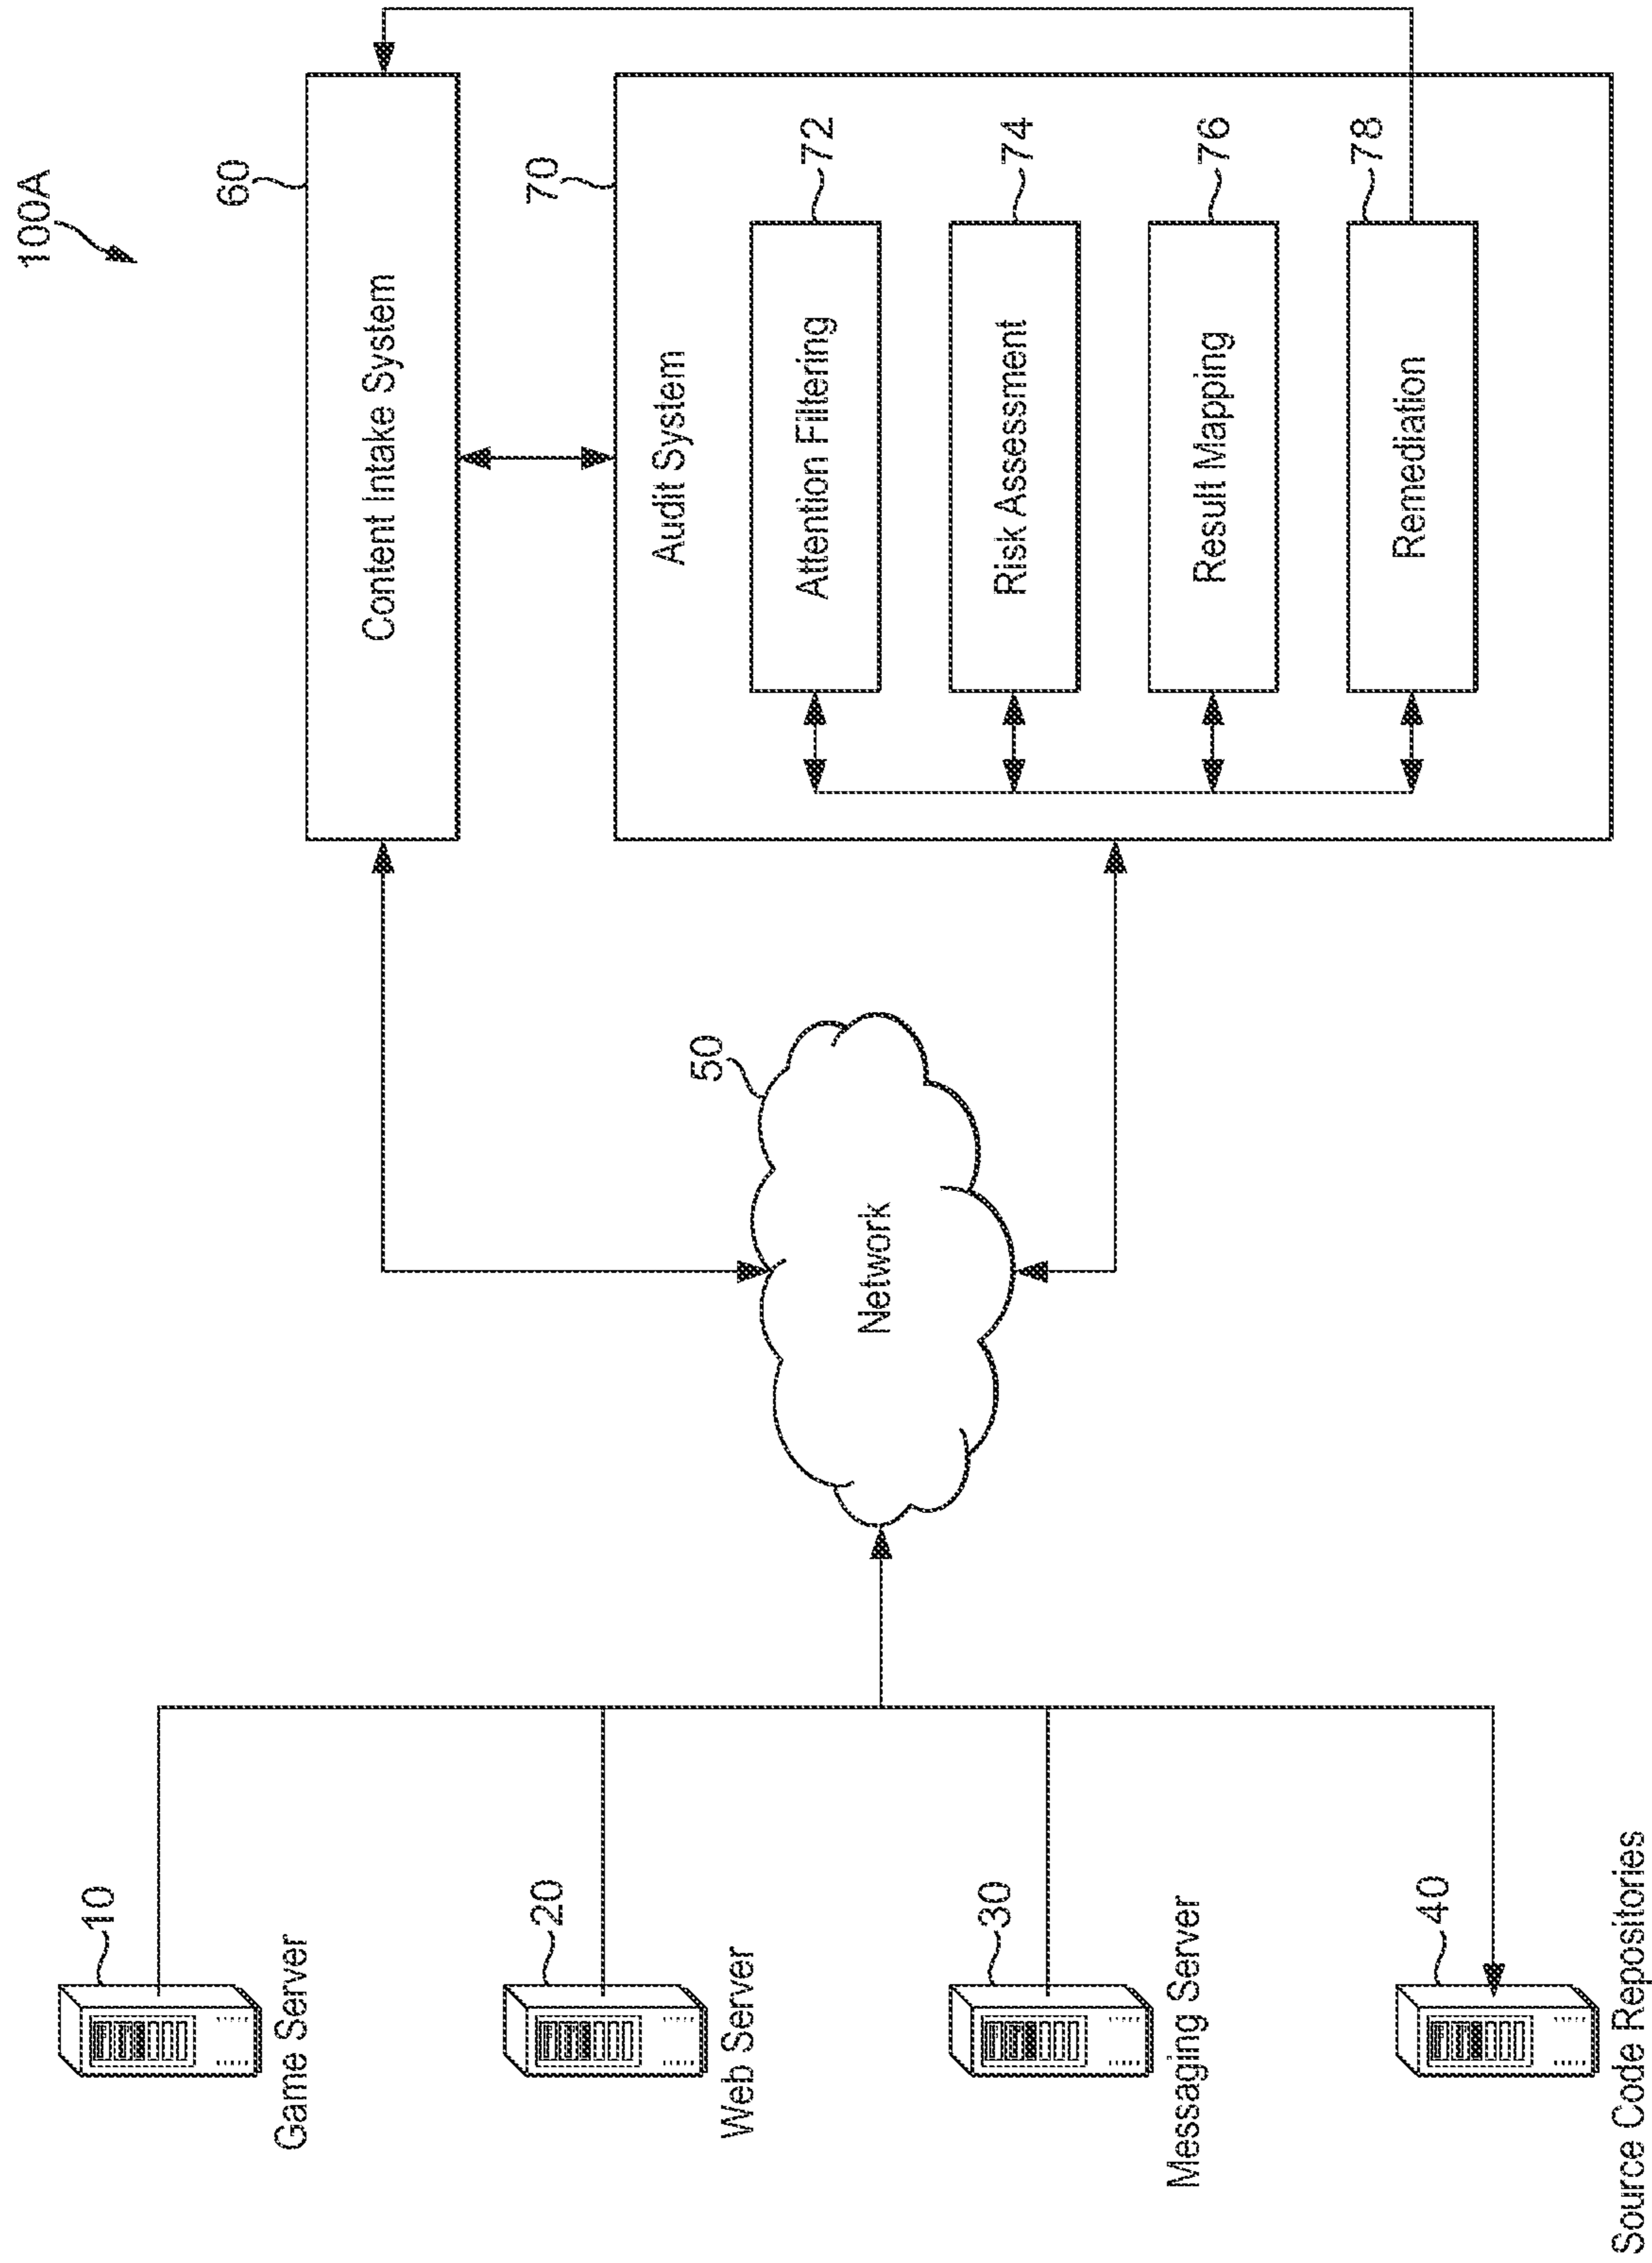 100A
10
Game Server
20
Web Server
30
Messaging Server
40
Source Code Repositories
50
Network
60
Content Intake System
70
Audit System
72
Attention Filtering
74
Risk Assessment
76
Result Mapping
78
Remediation